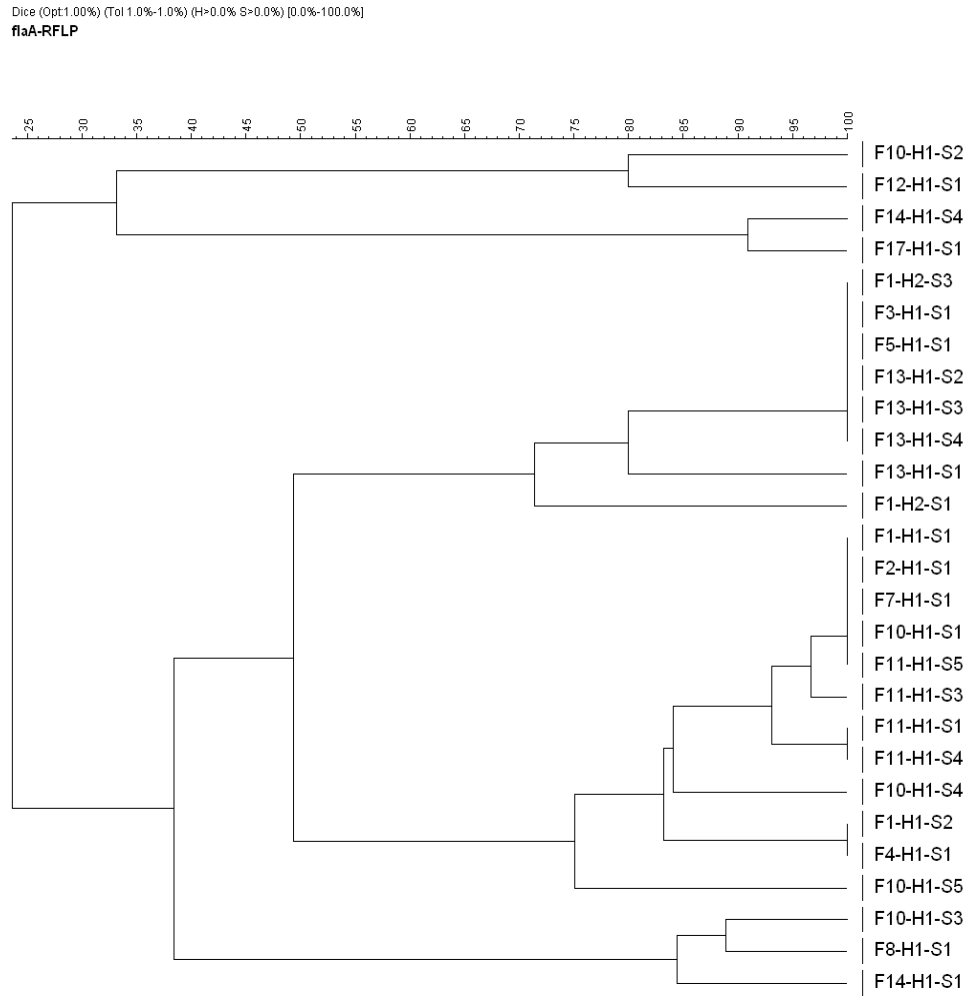 Dice (Opt:1.00%) (Tol 1.0%-1.0%) (H>0.0% S>0.0%) [0.0%-100.0%]
flaA-RFLP
25 30 35 40 45 50 55 60 65 70 75 80 85 90 95 100
F10-H1-S2
F12-H1-S1
F14-H1-S4
F17-H1-S1
F1-H2-S3
F3-H1-S1
F5-H1-S1
F13-H1-S2
F13-H1-S3
F13-H1-S4
F13-H1-S1
F1-H2-S1
F1-H1-S1
F2-H1-S1
F7-H1-S1
F10-H1-S1
F11-H1-S5
F11-H1-S3
F11-H1-S1
F11-H1-S4
F10-H1-S4
F1-H1-S2
F4-H1-S1
F10-H1-S5
F10-H1-S3
F8-H1-S1
F14-H1-S1